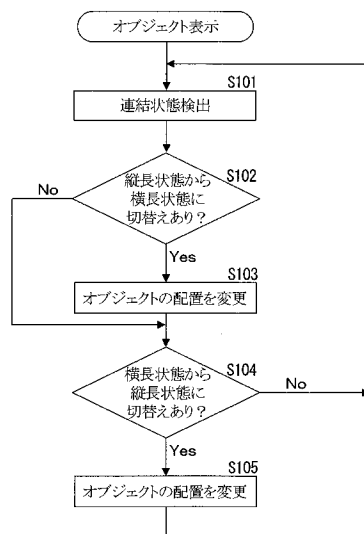 オブジェクト表示
S101
連結状態検出
S102
縦長状態から
横長状態に
切替えあり？
No
Yes
S103
オブジェクトの配置を変更
S104
横長状態から
縦長状態に
切替えあり？
No
Yes
S105
オブジェクトの配置を変更